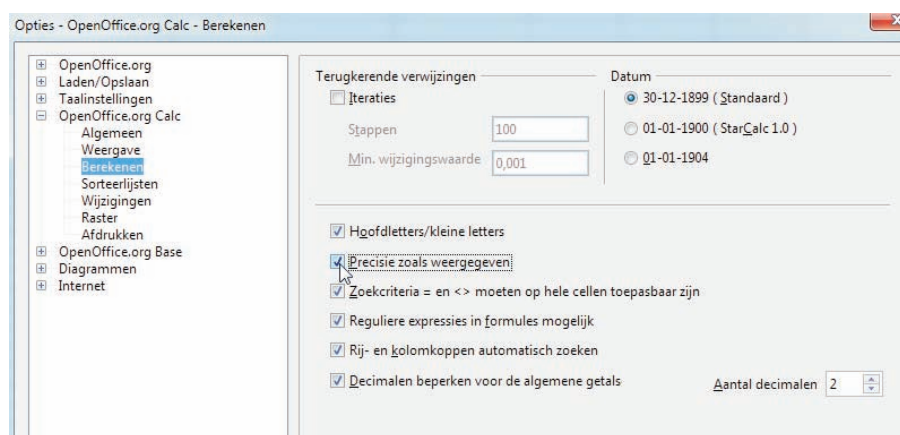 Opties - OpenOffice.org Calc - Berekenen
OpenOffice.org
Laden/Opslaan
Taalinstellingen
OpenOffice.org Calc
Algemeen
Weergave
Berekenen
Sorteerlijsten
Wijzigingen
Raster
Afdrukken
OpenOffice.org Base
Diagrammen
Internet
Terugkerende verwijzingen
Iteraties
Stappen 100
Min. wijzigingswaarde 0,001
Datum
30-12-1899 ( Standaard )
01-01-1900 ( StarCalc 1.0 )
01-01-1904
Hoofdletters/kleine letters
Precisie zoals weergegeven
Zoekcriteria = en <> moeten op hele cellen toepasbaar zijn
Reguliere expressies in formules mogelijk
Rij- en kolomkoppen automatisch zoeken
Decimalen beperken voor de algemene getals Aantal decimalen 2